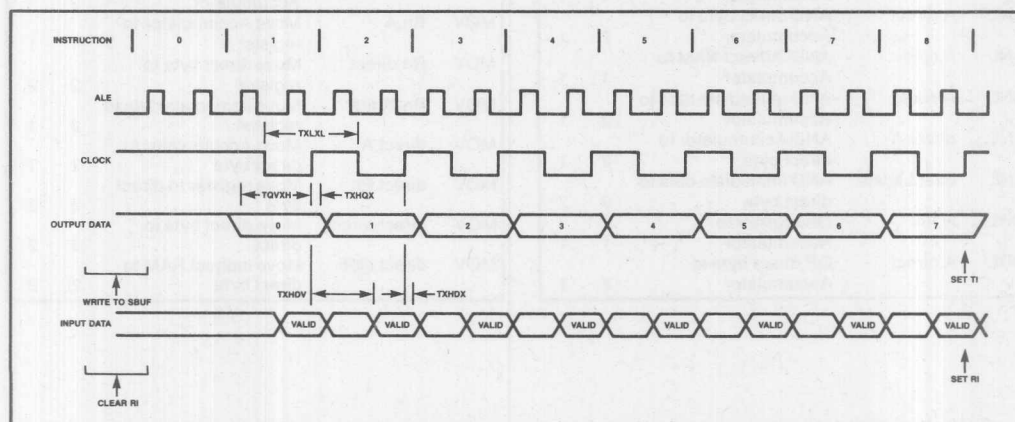 INSTRUCTION | 0 | 1 | 2 | 3 | 4 | 5 | 6 | 7 | 8 |
ALE
TXLXL
CLOCK
TQVXH TXHQX
OUTPUT DATA 0 1 2 3 4 5 6 7
WRITE TO SBUF
SET TI
TXHDV TXHDX
INPUT DATA VALID VALID VALID VALID VALID VALID VALID VALID
CLEAR RI
SET RI